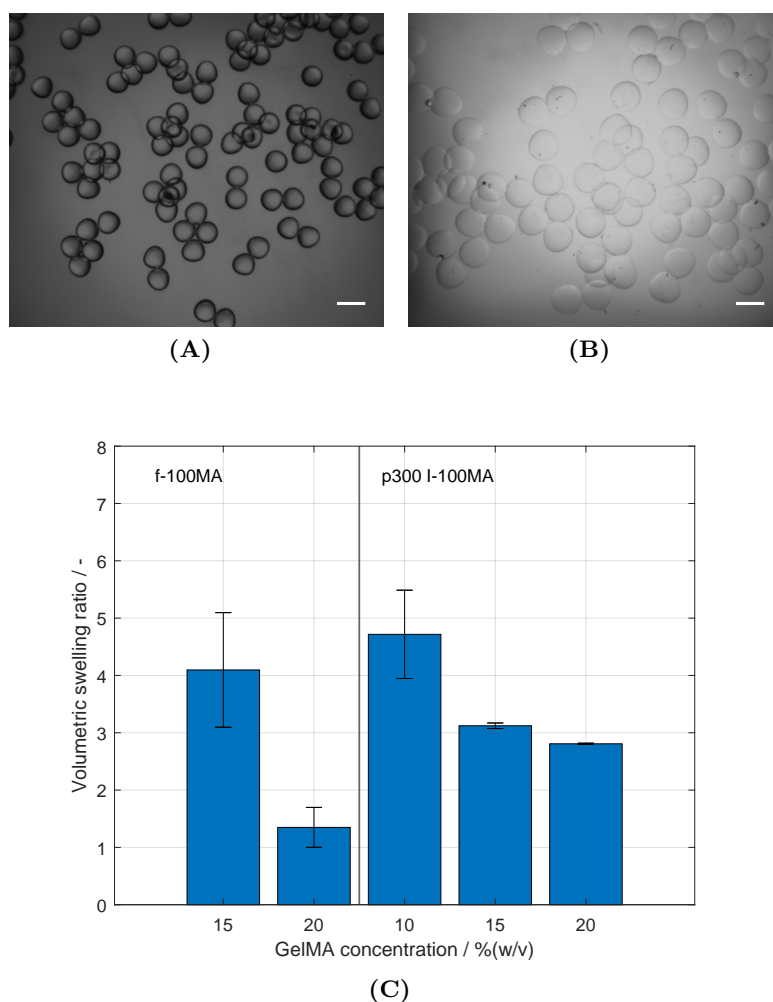 (A)
(B)
f-100MA
p300 I-100MA
8
7
6
5
4
3
2
1
0
Volumetric swelling ratio / -
15 20 10 15 20
GelMA concentration / %(w/v)
(C)